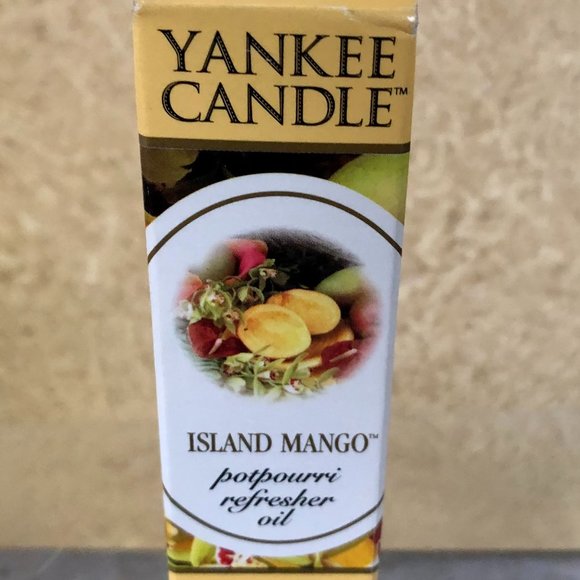 YANKEE
CANDLE™
ISLAND MANGO™
potpourri
refresher
oil